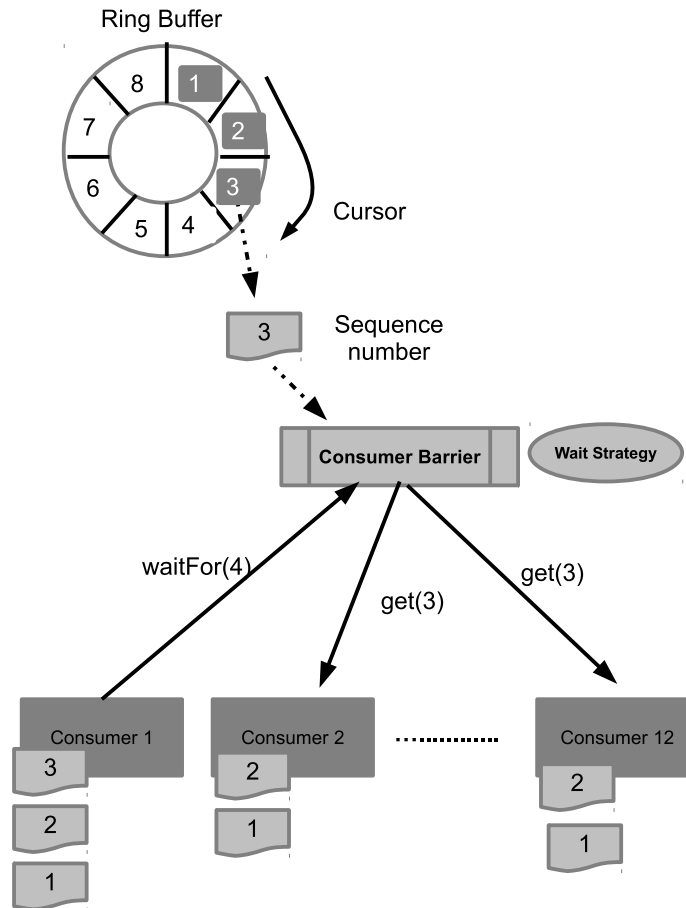 Ring Buffer
8
1
7
2
6
3
5
4
Cursor
3
Sequence
number
Consumer Barrier
Wait Strategy
waitFor(4)
get(3)
get(3)
Consumer 1
Consumer 2
Consumer 12
3
2
2
2
1
1
1